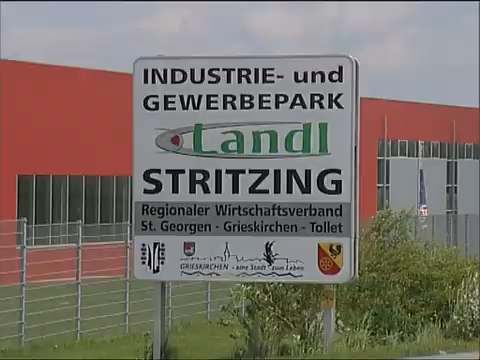 INDUSTRIE- und
GEWERBEPARK
Landl
STRITZING
Regionaler Wirtschaftsverband
St. Georgen - Grieskirchen - Tollet
GRIESKIRCHEN - eine Stadt zum Leben